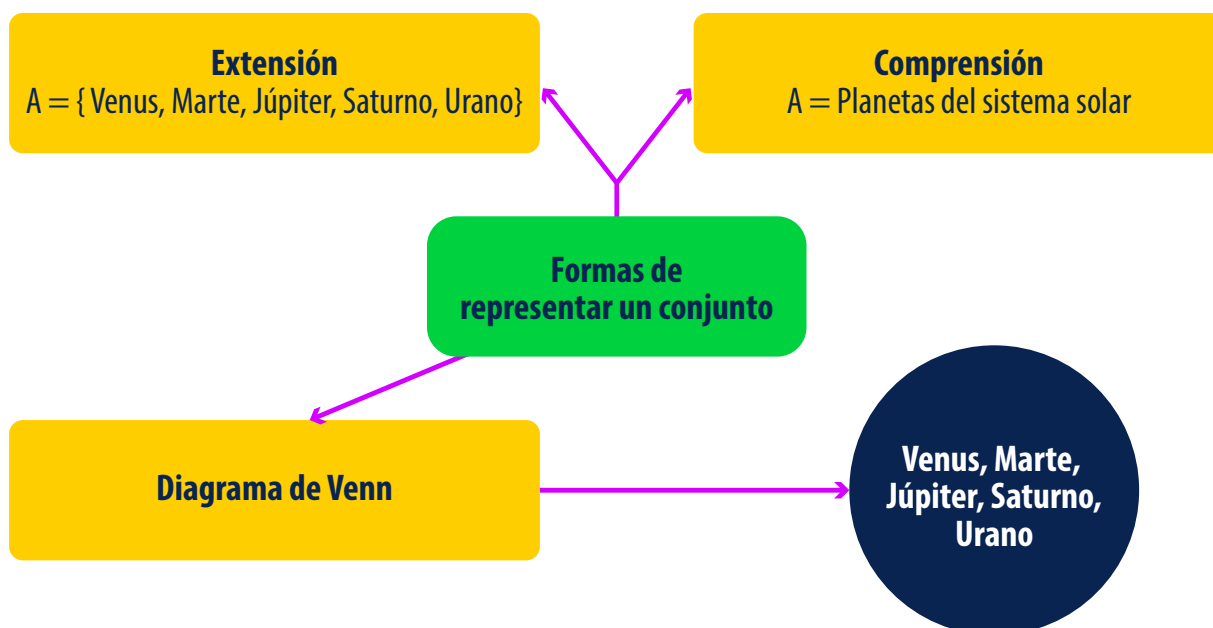 Extensión
A = { Venus, Marte, Júpiter, Saturno, Urano}
Comprensión
A = Planetas del sistema solar
Formas de
representar un conjunto
Diagrama de Venn
Venus, Marte,
Júpiter, Saturno,
Urano